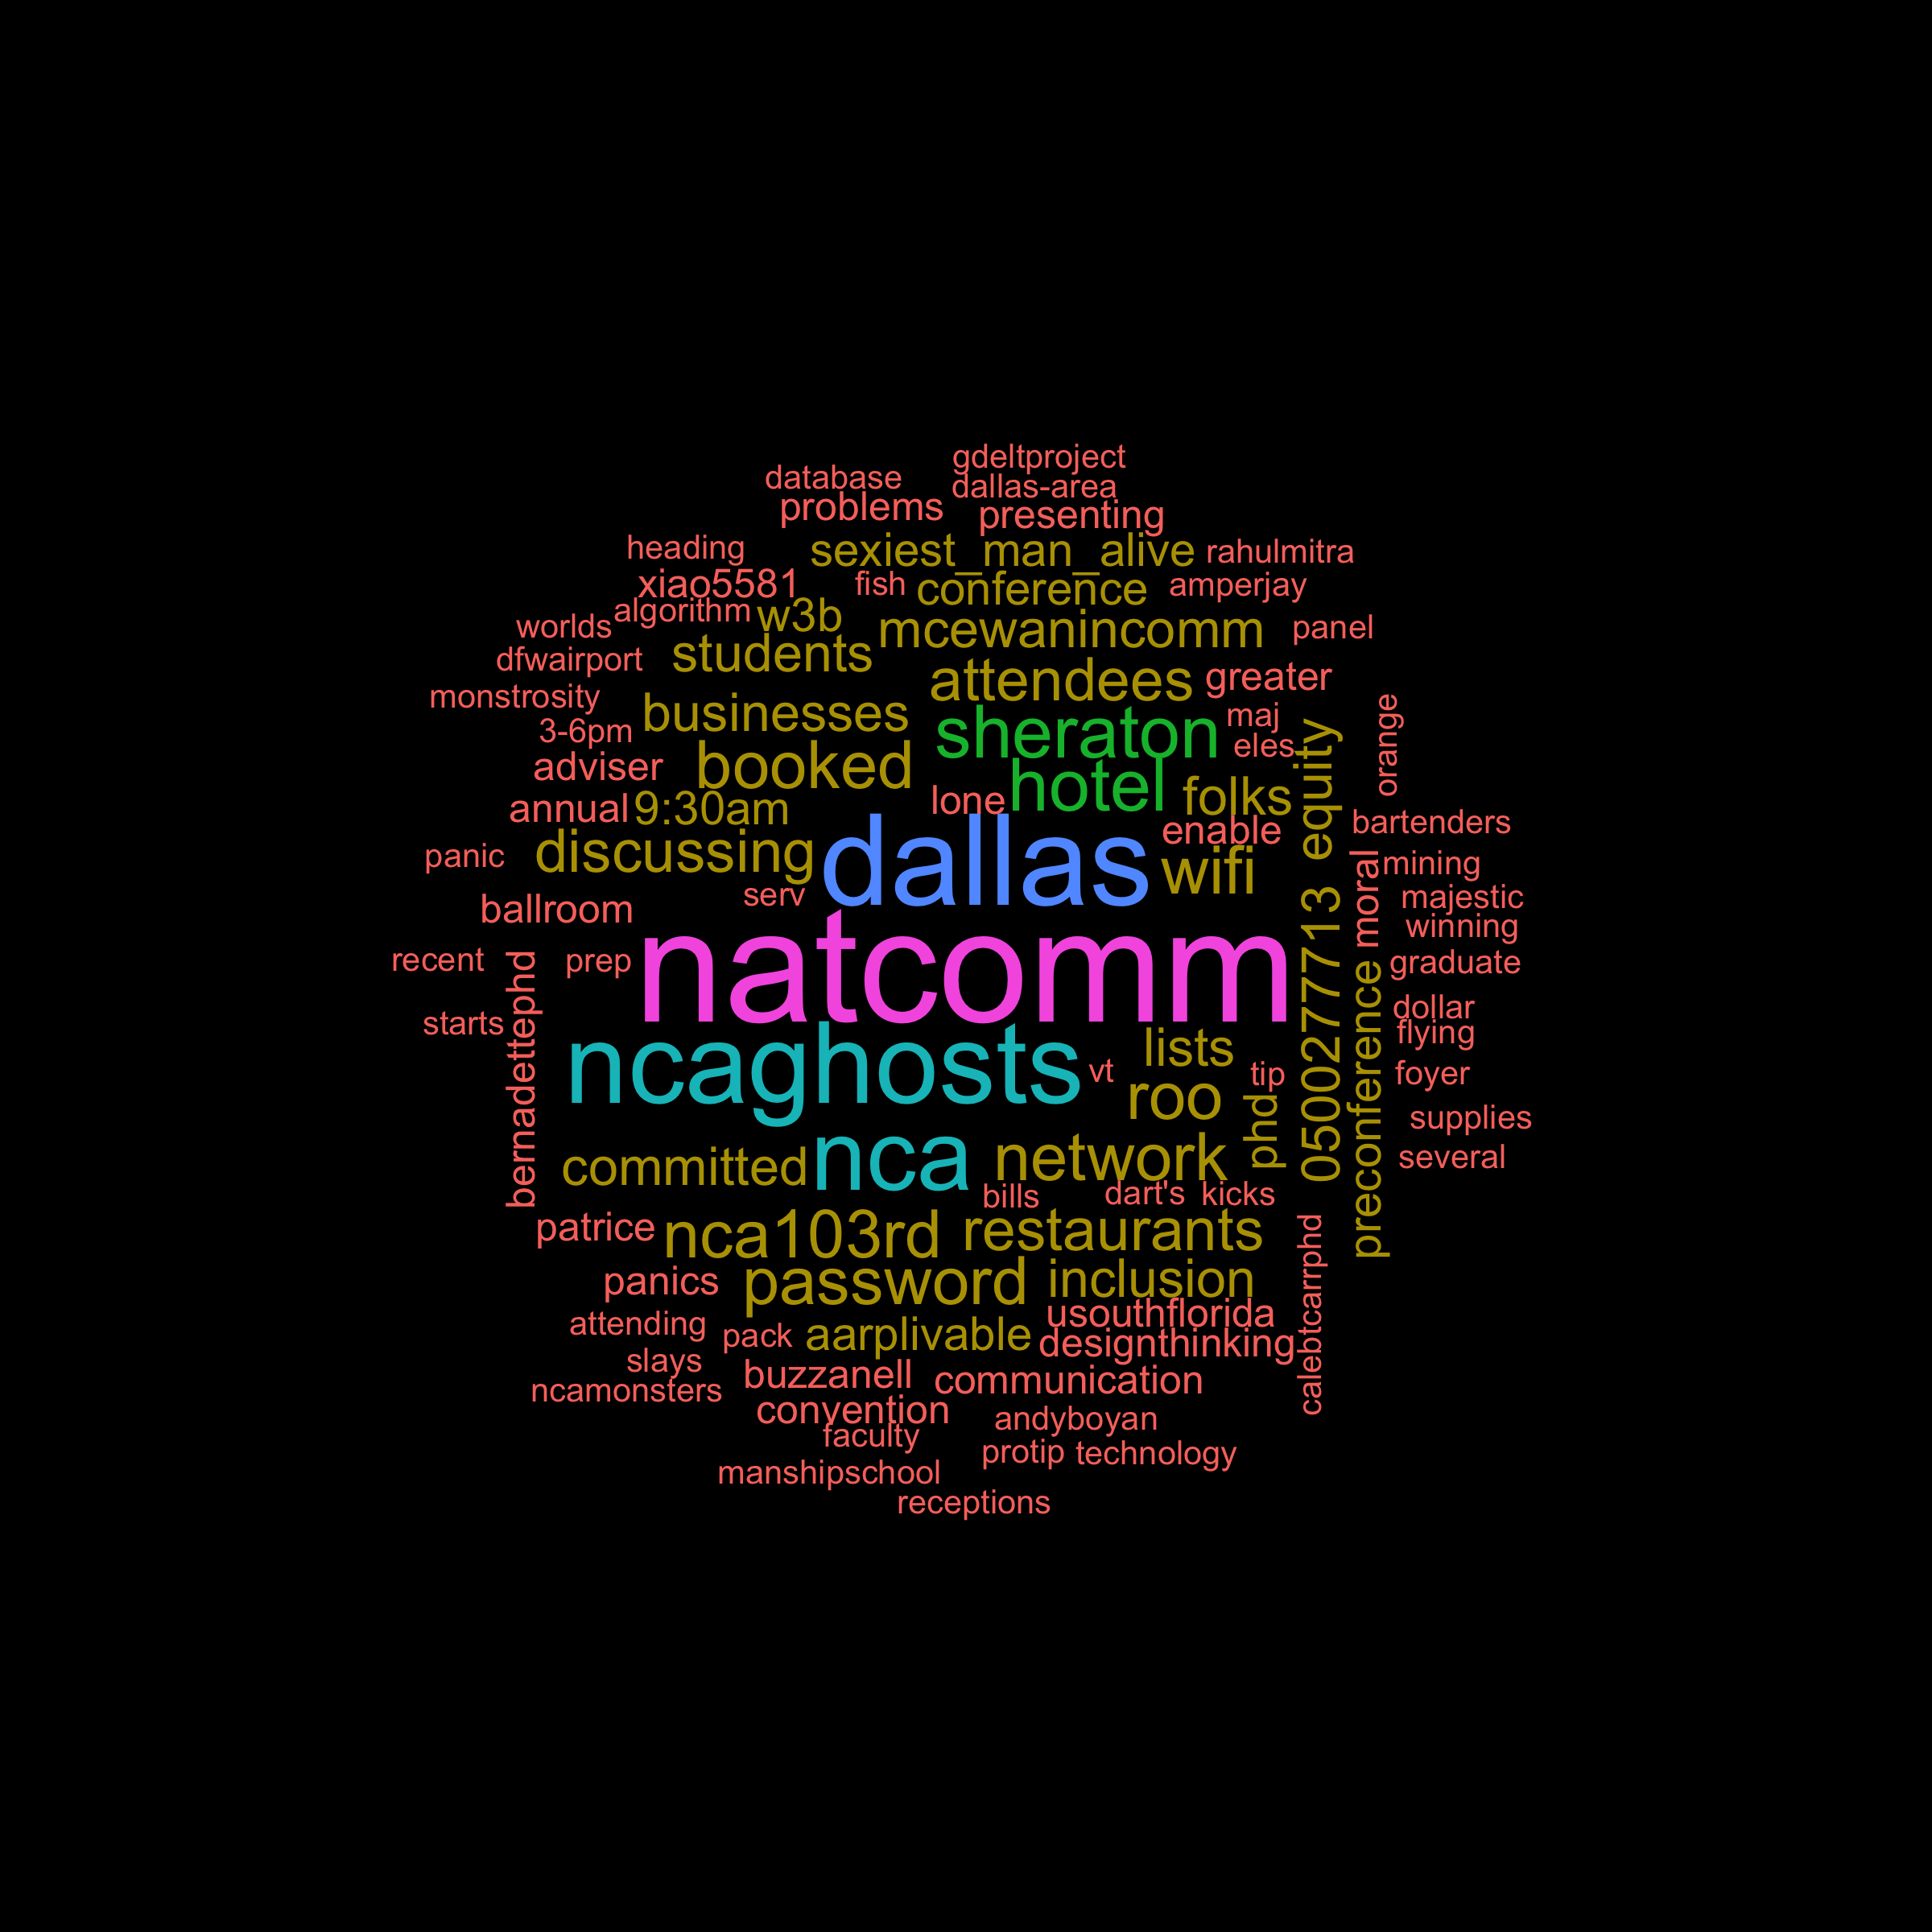 gdeltproject
database
dallas-area
problems
presenting
heading
sexiest_man_alive
rahulmitra
xiao5581
fish
conference
amperjay
algorithm
w3b
worlds
mcewanincomm
panel
dfwairport
students
attendees
greater
monstrosity
businesses
3-6pm
sheraton
maj
eles
orange
adviser
booked
hotel
equity
annual
9:30am
lone
folks
bartenders
enable
panic
discussing
dallas
wifi
mining
moral
serv
majestic
ballroom
winning
recent
prep
natcomm
graduate
starts
dollar
flying
0500277713
bernadettephd
ncaghosts
lists
vt
roo
tip
foyer
preconference
phd
supplies
committed
nca
network
several
bills
dart's
kicks
patrice
nca103rd
restaurants
panics
password
inclusion
calebtcarrphd
attending
pack
aarplivable
usouthflorida
designthinking
slays
ncamonsters
buzzanell
communication
convention
andyboyan
faculty
protip
technology
manshipschool
receptions